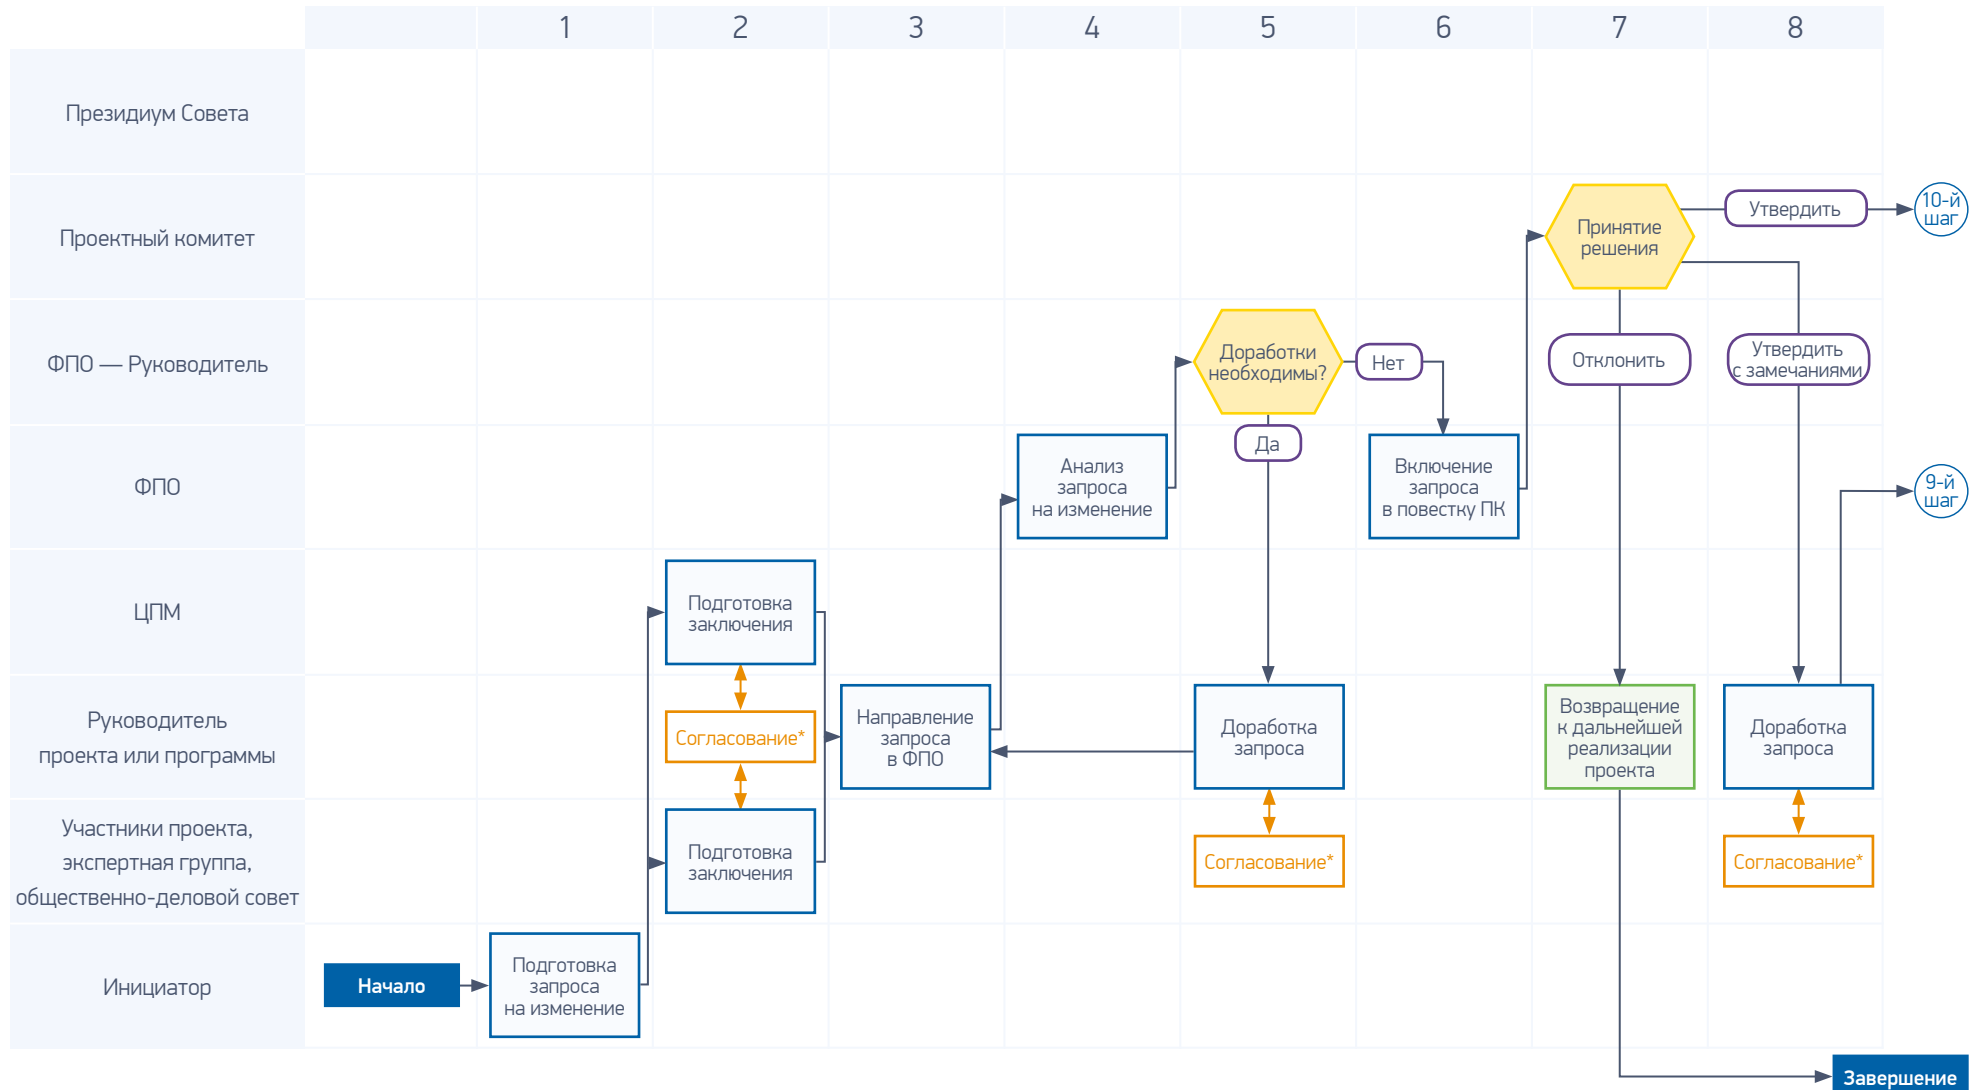 1 2 3 4 5 6 7 8
Президиум Совета
Проектный комитет
Принятие
решения
Утвердить
10-й
шаг
ФПО — Руководитель
Доработки
необходимы?
Нет
Отклонить
Утвердить
с замечаниями
ФПО
Анализ
запроса
на изменение
Да
Включение
запроса
в повестку ПК
9-й
шаг
ЦПМ
Подготовка
заключения
Руководитель
проекта или программы
Согласование*
Направление
запроса
в ФПО
Доработка
запроса
Возвращение
к дальнейшей
реализации
проекта
Доработка
запроса
Участники проекта,
экспертная группа,
общественно-деловой совет
Подготовка
заключения
Согласование*
Согласование*
Инициатор
Начало
Подготовка
запроса
на изменение
Завершение